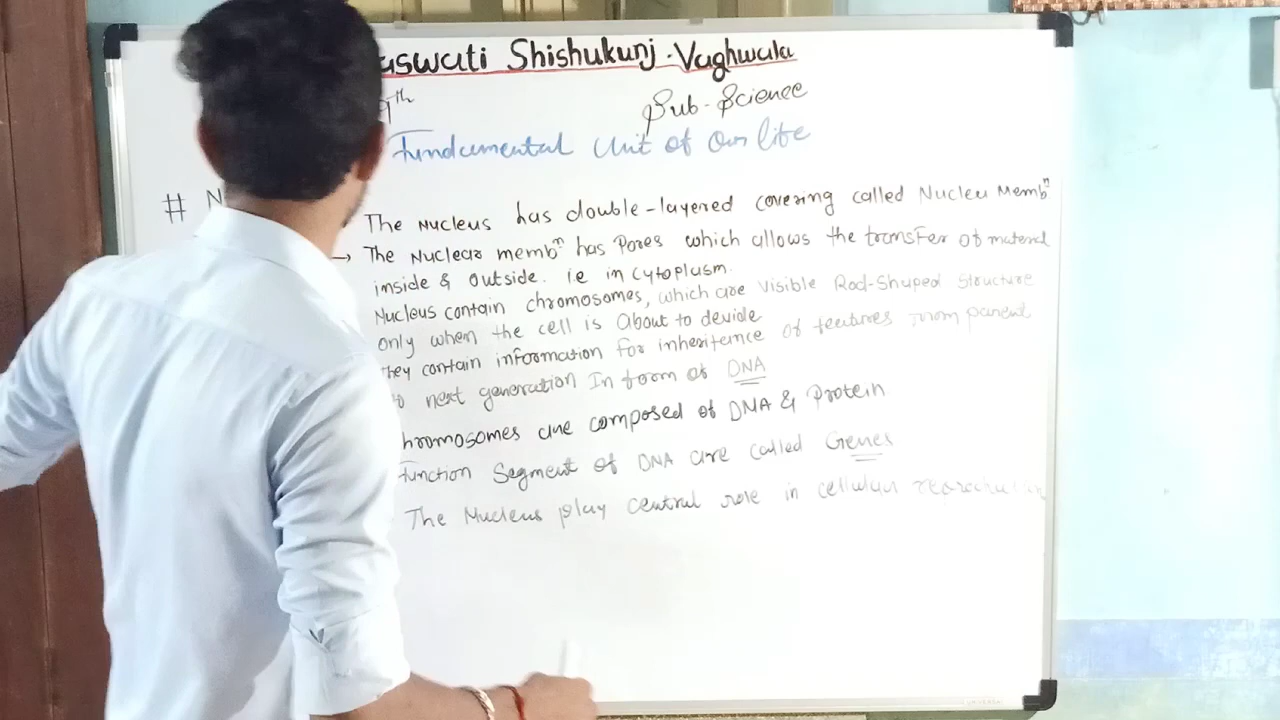 aswati Shishukunj - Vaghwala
9th
Sub - Science
Fundamental Unit of Our life
# N
The Nucleus has double-layered covering called Nucleu Membⁿ
→ The Nuclear membⁿ has Pores which allows the transfer of material
inside & outside. i.e in cytoplasm.
Nucleus contain chromosomes, which are visible Rod-Shaped Structure
only when the cell is About to devide
They contain information for inheritence of features from parent
to next generation In form of DNA
hromosomes are composed of DNA & Protein
function Segment of DNA are called Genes
The Nucleus play central role in cellular